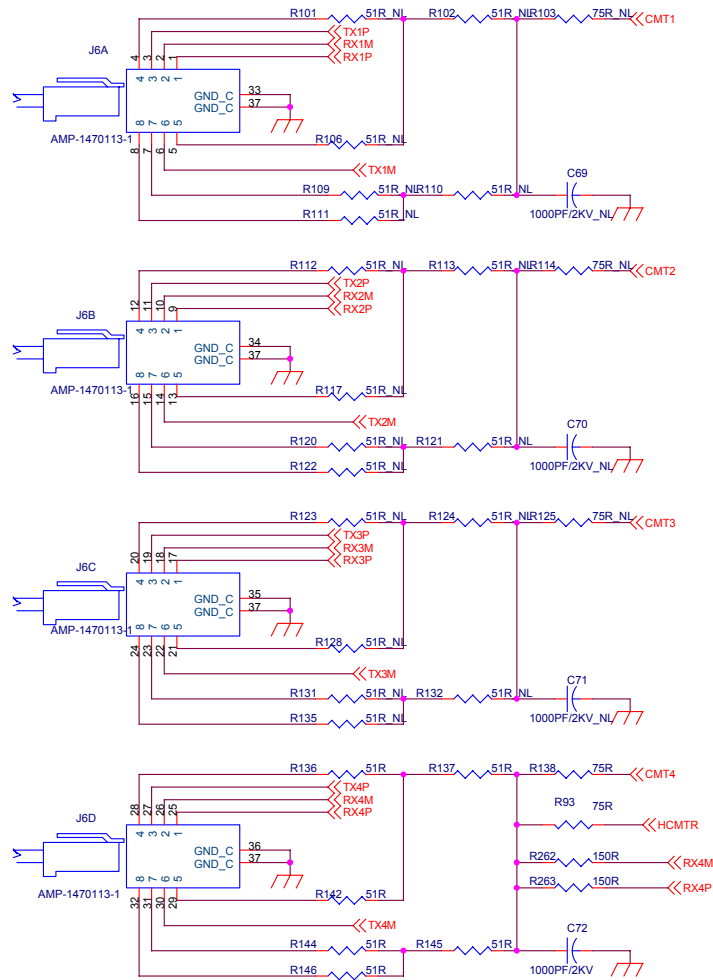 R101 51R_NL R102 51R_NL R103 75R_NL CMT1
TX1P
RX1M
RX1P
J6A
4 3 2 1
4 3 2 1
GND_C 33
GND_C 37
8 7 6 5
AMP-1470113-1
8 7 6 5
R106 51R_NL
TX1M
R109 51R_NL R110 51R_NL
R111 51R_NL
C69
1000PF/2KV_NL
R112 51R_NL R113 51R_NL R114 75R_NL CMT2
TX2P
RX2M
RX2P
J6B
12 11 10 9
4 3 2 1
GND_C 34
GND_C 37
8 7 6 5
AMP-1470113-1
16 15 14 13
R117 51R_NL
TX2M
R120 51R_NL R121 51R_NL
R122 51R_NL
C70
1000PF/2KV_NL
R123 51R_NL R124 51R_NL R125 75R_NL CMT3
TX3P
RX3M
RX3P
J6C
20 19 18 17
4 3 2 1
GND_C 35
GND_C 37
8 7 6 5
AMP-1470113-1
24 23 22 21
R128 51R_NL
TX3M
R131 51R_NL R132 51R_NL
R135 51R_NL
C71
1000PF/2KV_NL
R136 51R R137 51R R138 75R CMT4
TX4P
RX4M
RX4P
R93 75R HCMTR
J6D
28 27 26 25
4 3 2 1
GND_C 36
GND_C 37
8 7 6 5
R262 150R RX4M
R263 150R RX4P
AMP-1470113-1
32 31 30 29
R142 51R
TX4M
R144 51R R145 51R
R146 51R
C72
1000PF/2KV